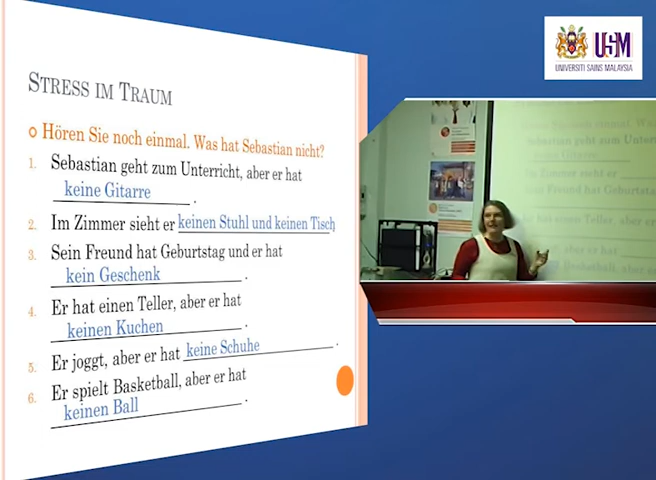 STRESS IM TRAUM
Hören Sie noch einmal. Was hat Sebastian nicht?
1. Sebastian geht zum Unterricht, aber er hat
keine Gitarre .
2. Im Zimmer sieht er keinen Stuhl und keinen Tisch
3. Sein Freund hat Geburtstag und er hat
kein Geschenk .
4. Er hat einen Teller, aber er hat
keinen Kuchen .
5. Er joggt, aber er hat keine Schuhe .
6. Er spielt Basketball, aber er hat
keinen Ball .
USM
UNIVERSITI SAINS MALAYSIA